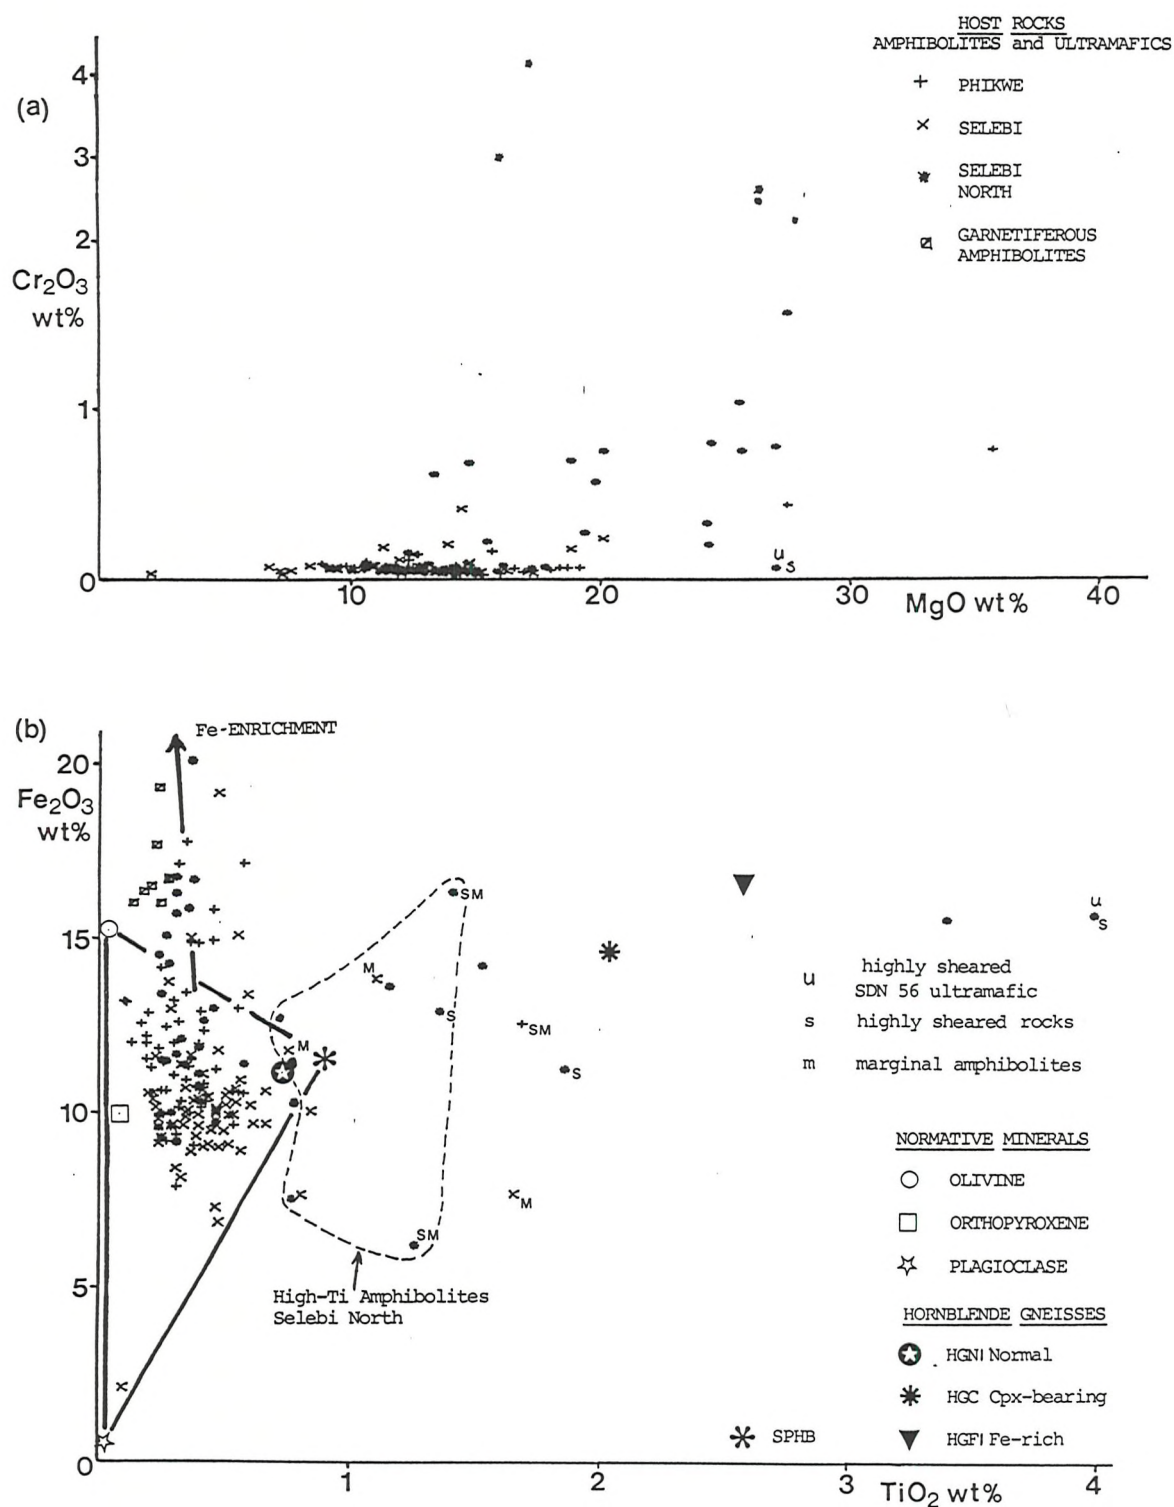 HOST ROCKS
AMPHIBOLITES and ULTRAMAFICS
+ PHIKWE
× SELEBI
SELEBI
NORTH
GARNETIFEROUS
AMPHIBOLITES
(a)
4
3
2
Cr2O3
wt%
1
0
u
s
10
20
30
40
MgO wt%
(b)
Fe-ENRICHMENT
20
Fe2O3
wt%
15
10
5
0
SM
M
S
SM
M
S
M
SM
u
s
High-Ti Amphibolites
Selebi North
u highly sheared
SDN 56 ultramafic
s highly sheared rocks
m marginal amphibolites
NORMATIVE MINERALS
OLIVINE
ORTHOPYROXENE
PLAGIOCLASE
HORNBLENDE GNEISSES
HGN| Normal
HGC Cpx-bearing
HGF| Fe-rich
SPHB
1
2
3
4
TiO2 wt%